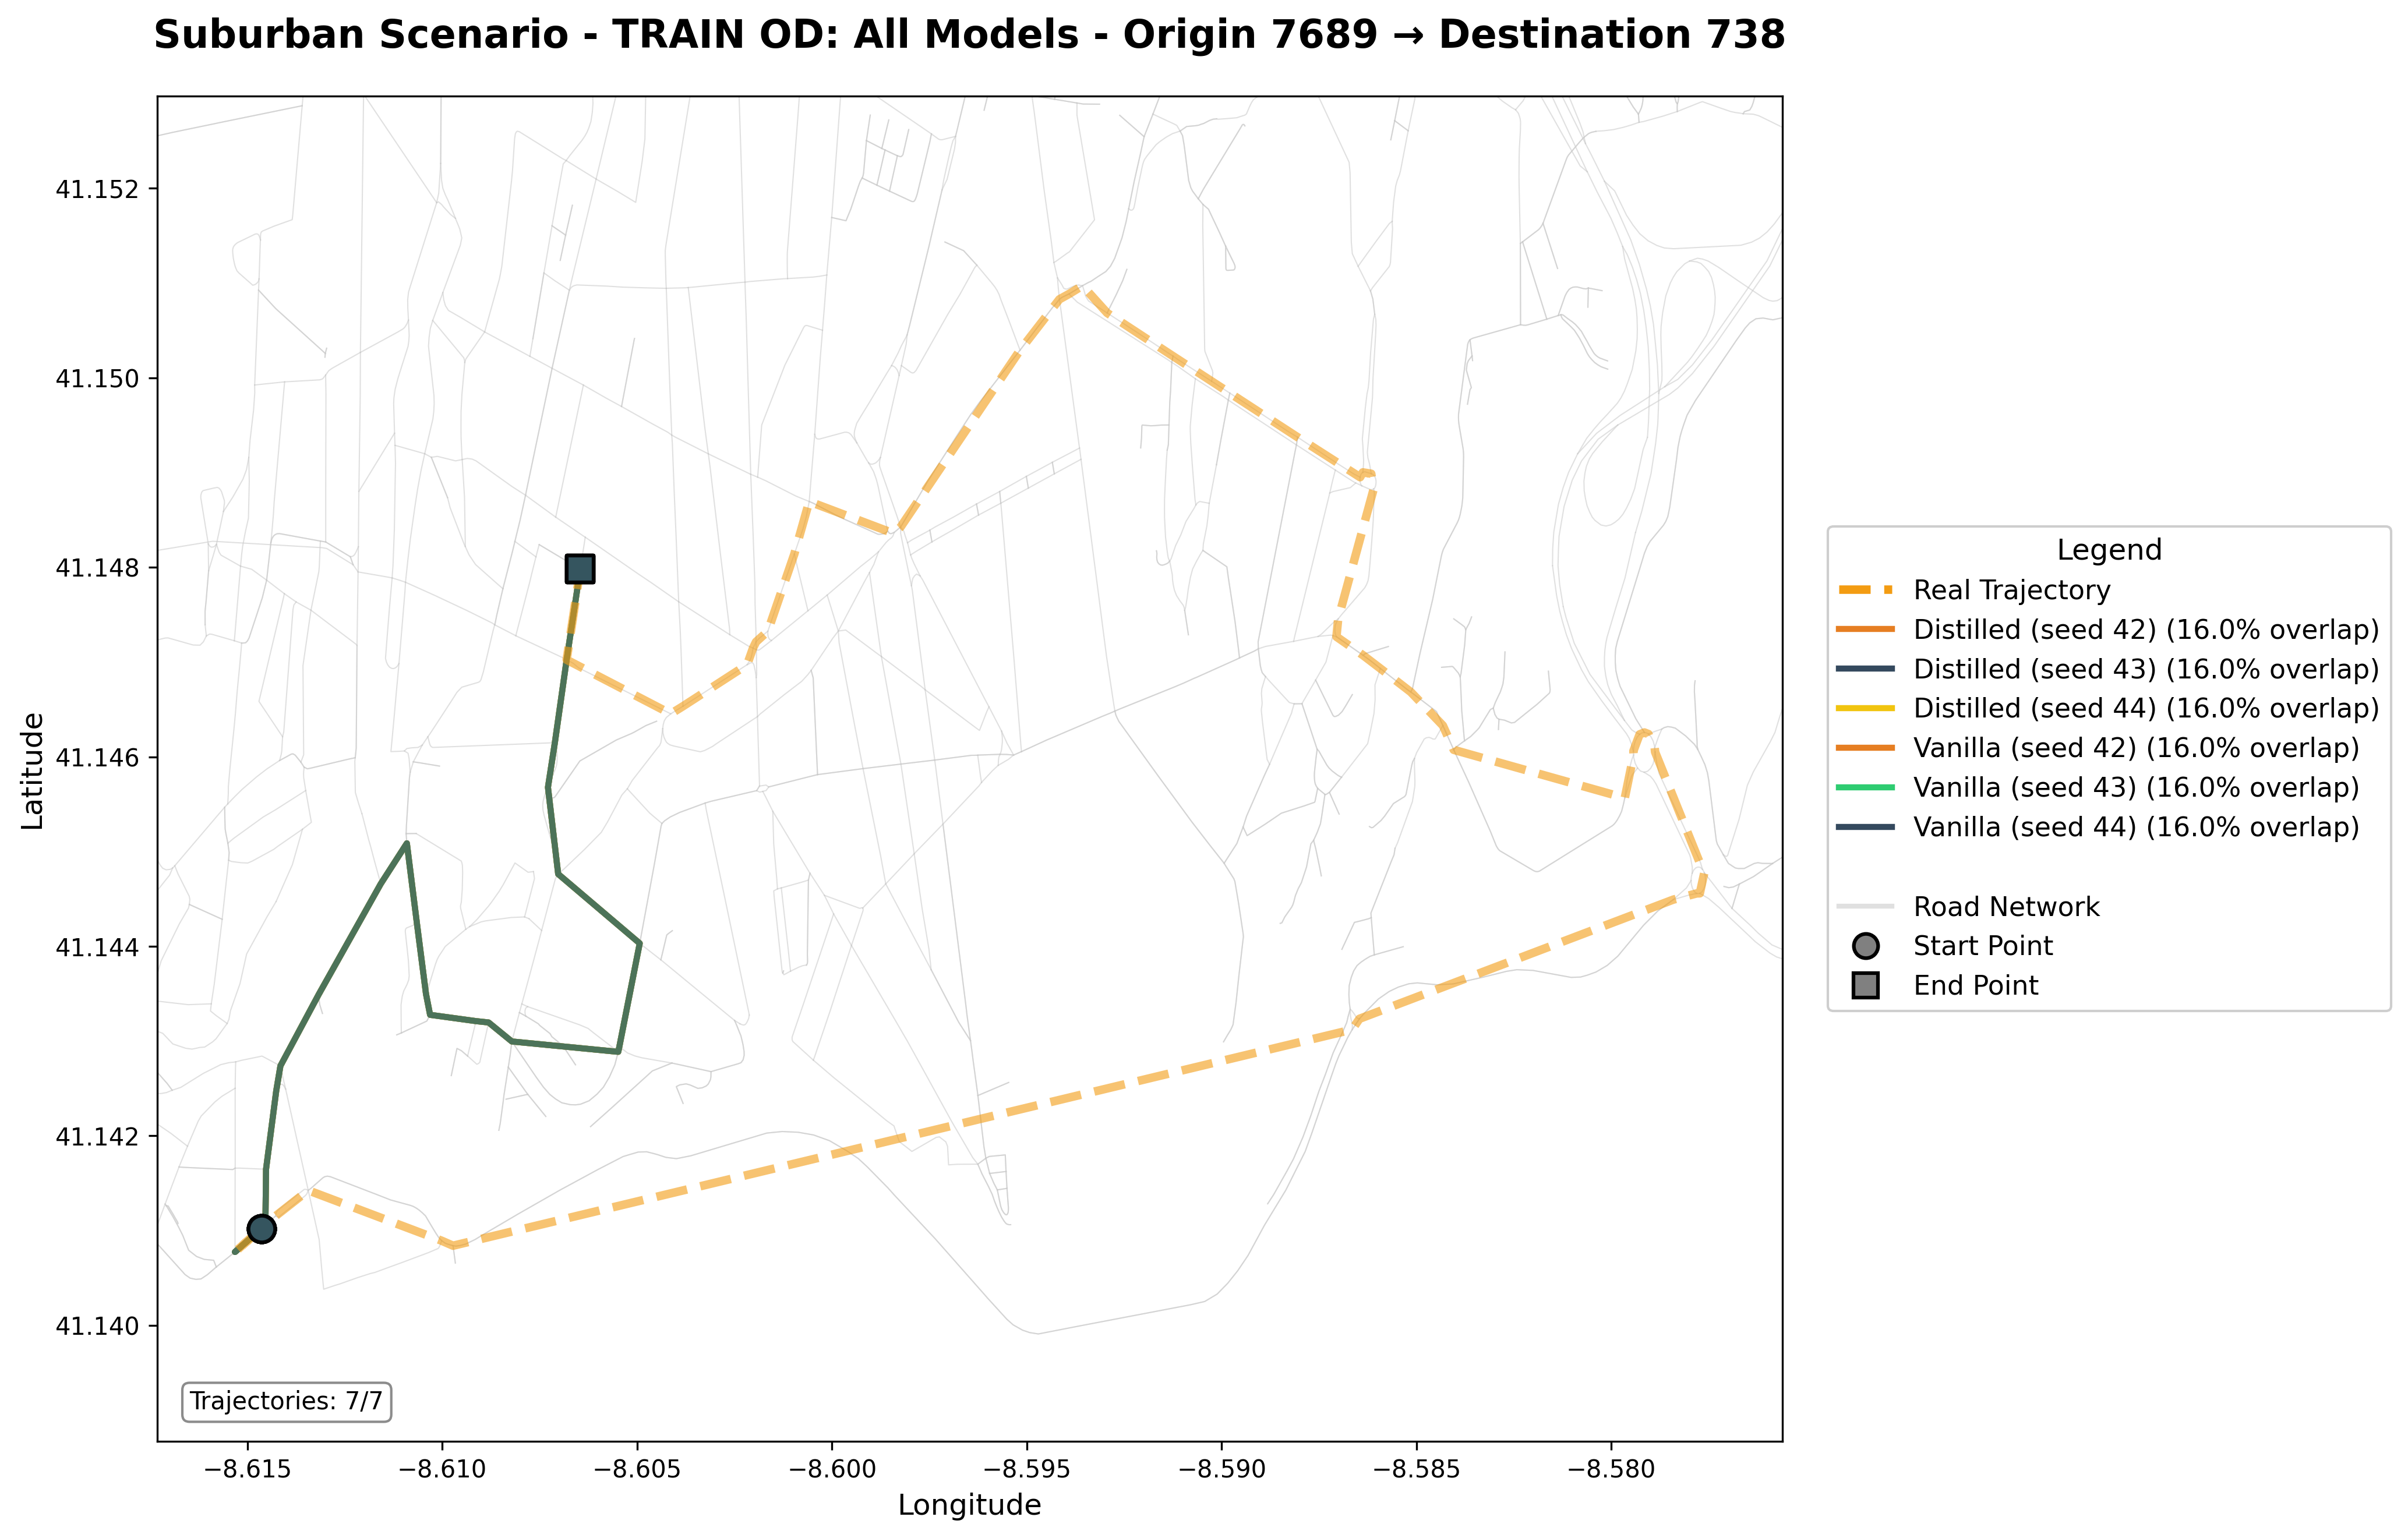 Suburban Scenario - TRAIN OD: All Models - Origin 7689 → Destination 738
Latitude
41.152
41.150
41.148
41.146
41.144
41.142
41.140
Trajectories: 7/7
−8.615
−8.610
−8.605
−8.600
−8.595
−8.590
−8.585
−8.580
Longitude
Legend
Real Trajectory
Distilled (seed 42) (16.0% overlap)
Distilled (seed 43) (16.0% overlap)
Distilled (seed 44) (16.0% overlap)
Vanilla (seed 42) (16.0% overlap)
Vanilla (seed 43) (16.0% overlap)
Vanilla (seed 44) (16.0% overlap)
Road Network
Start Point
End Point